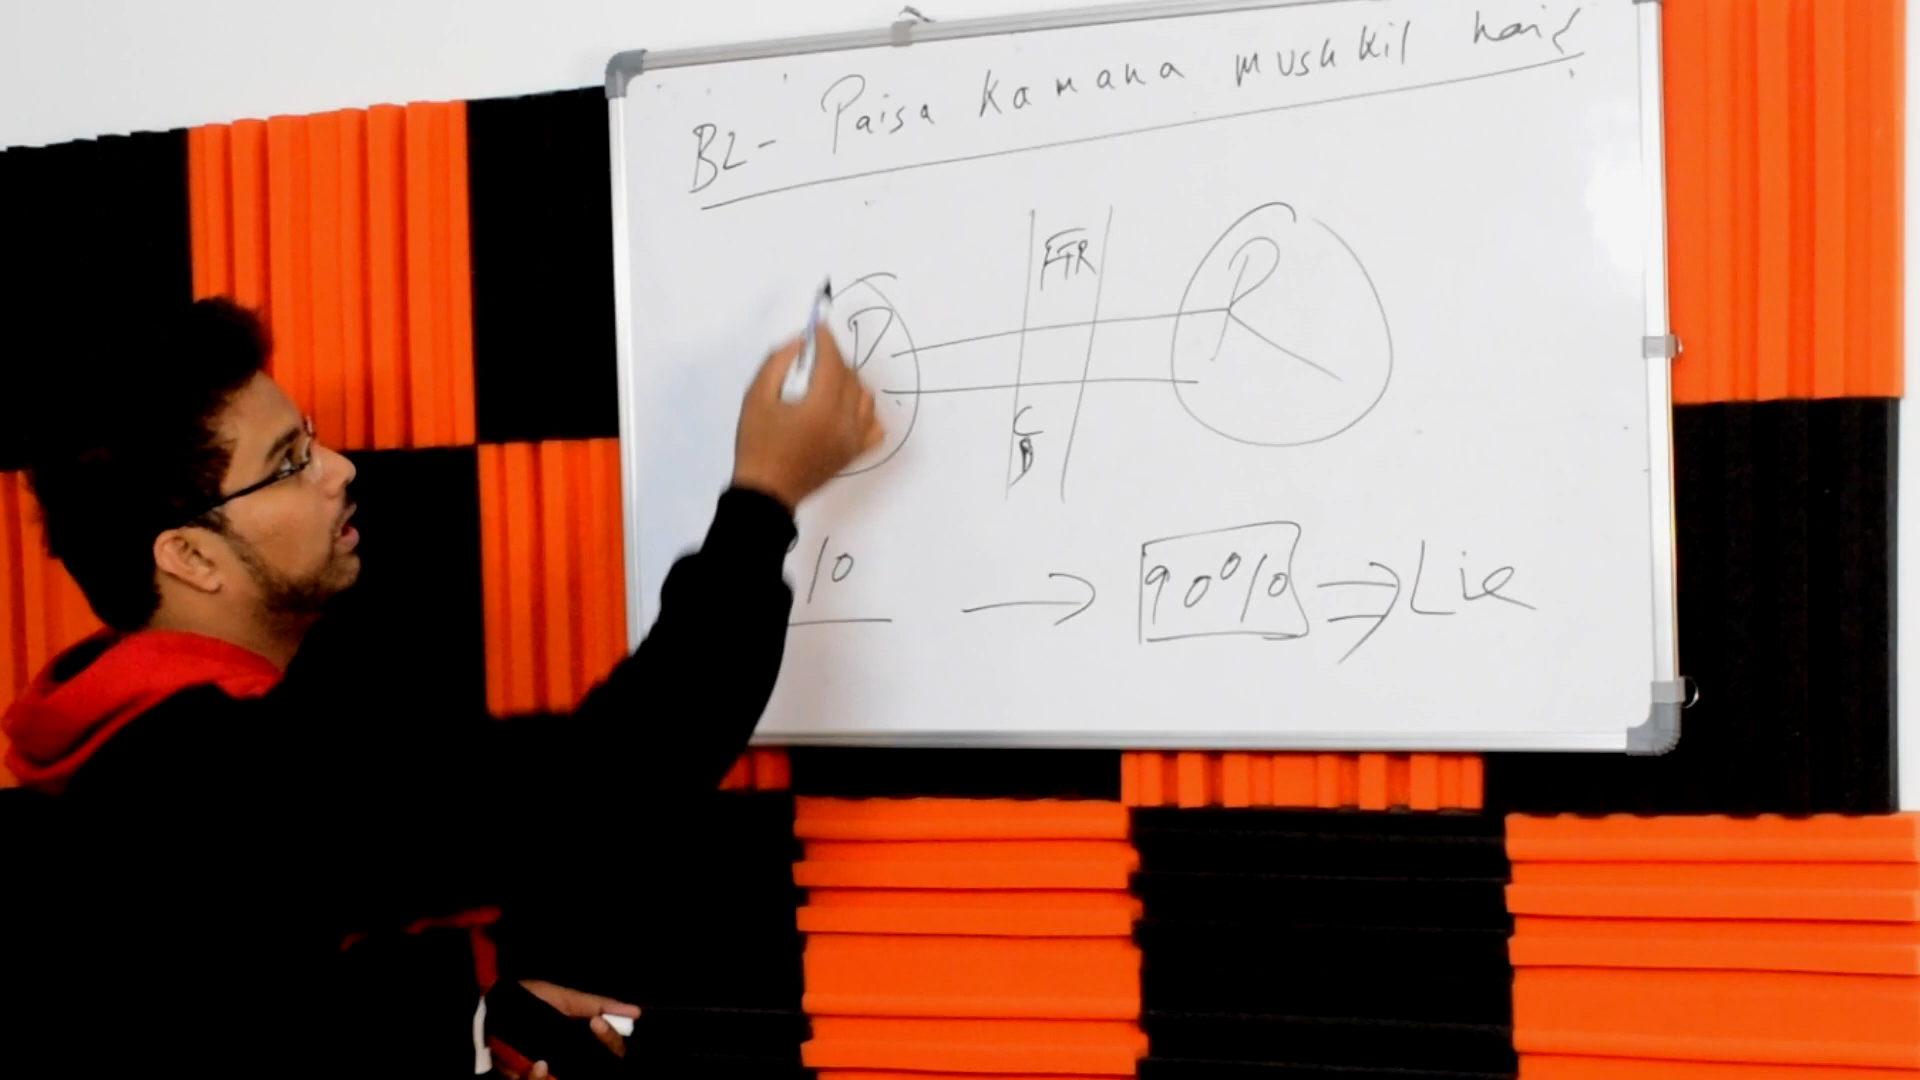 B2- Paisa kamana mushkil hai
FTR
D
R
C
B
% → 90% ⇒ Lie